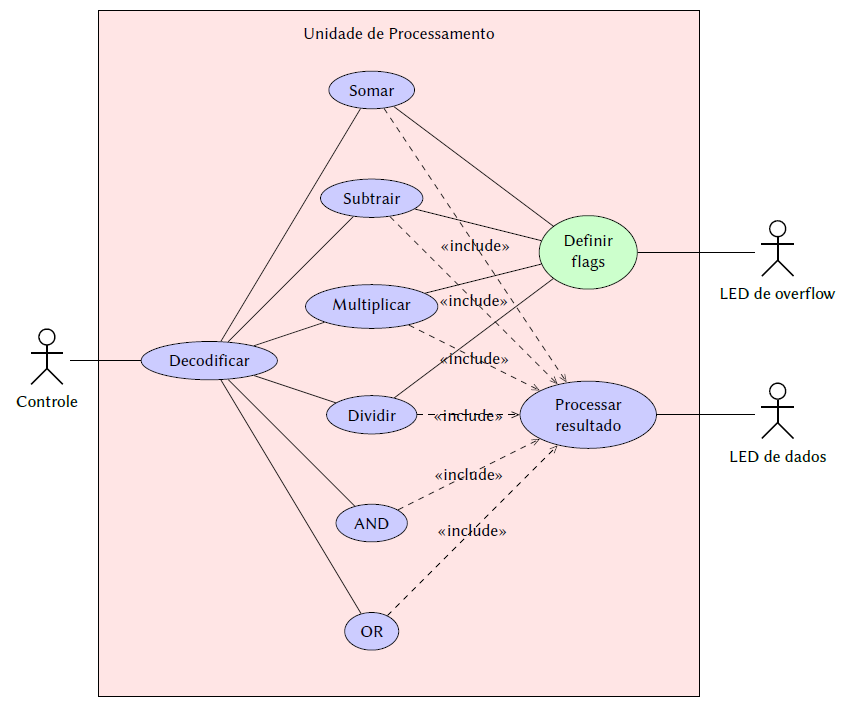 Unidade de Processamento
Somar
Subtrair
Definir
flags
«include»
LED de overflow
«include»
Multiplicar
Decodificar
«include»
Controle
Processar
resultado
Dividir
«include»
LED de dados
«include»
AND
«include»
OR